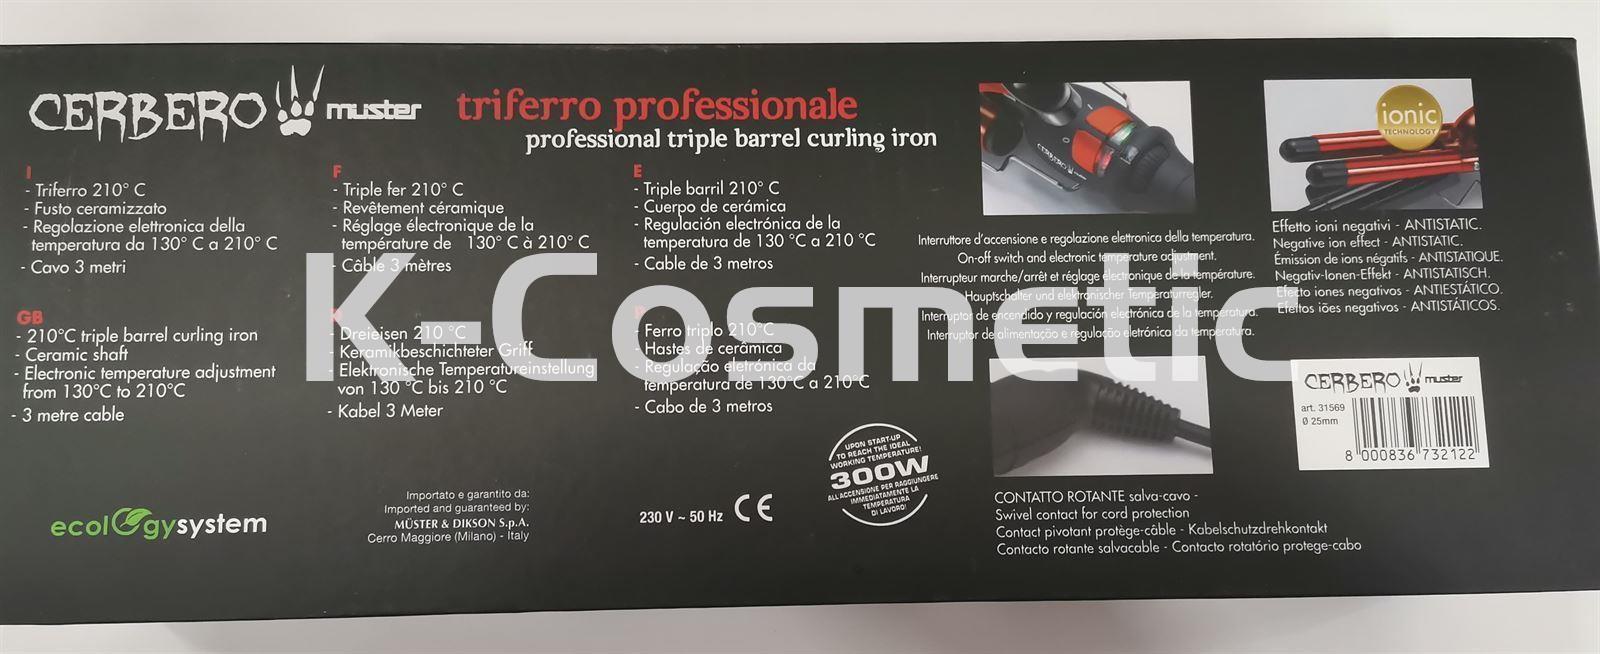 CERBERO muster
triferro professionale
professional triple barrel curling iron
I
- Triferro 210° C
- Fusto ceramizzato
- Regolazione elettronica della
temperatura da 130° C a 210° C
- Cavo 3 metri
F
- Triple fer 210° C
- Revêtement céramique
- Réglage électronique de la
température de 130° C à 210° C
- Câble 3 mètres
E
- Triple barril 210° C
- Cuerpo de cerámica
- Regulación electrónica de la
temperatura de 130 °C a 210 °C
- Cable de 3 metros
GB
- 210°C triple barrel curling iron
- Ceramic shaft
- Electronic temperature adjustment
from 130°C to 210°C
- 3 metre cable
- Dreieisen 210 °C
- Keramikbeschichteter Griff
- Elektronische Temperatureinstellung
von 130 °C bis 210 °C
- Kabel 3 Meter
- Ferro triplo 210°C
- Hastes de cerâmica
- Regulação eletrónica da
temperatura de 130°C a 210°C
- Cabo de 3 metros
K-Cosmetic
CERBERO
Interruttore d'accensione e regolazione elettronica della temperatura.
On-off switch and electronic temperature adjustment.
Interrupteur marche/arrêt et réglage électronique de la température.
Hauptschalter und elektronischer Temperaturregler.
Interruptor de encendido y regulación electrónica de la temperatura.
Interruptor de alimentação e regulação eletrónica da temperatura.
ionic
TECHNOLOGY
Effetto ioni negativi - ANTISTATIC.
Negative ion effect - ANTISTATIC.
Émission de ions négatifs - ANTISTATIQUE.
Negativ-Ionen-Effekt - ANTISTATISCH.
Efecto iones negativos - ANTIESTÁTICO.
Efeitos iões negativos - ANTISTÁTICOS.
CERBERO muster
art. 31569
Ø 25mm
8 000836 732122
CONTATTO ROTANTE salva-cavo -
Swivel contact for cord protection
Contact pivotant protège-câble - Kabelschutzdrehkontakt
Contacto rotante salvacable - Contacto rotatório protege-cabo
ecologysystem
Importato e garantito da:
Imported and guaranteed by:
MÜSTER & DIKSON S.p.A.
Cerro Maggiore (Milano) - Italy
230 V ~ 50 Hz CE
UPON START-UP
TO REACH THE IDEAL
WORKING TEMPERATURE!
300W
ALL'ACCENSIONE PER RAGGIUNGERE
IMMEDIATAMENTE LA
TEMPERATURA
DI LAVORO!